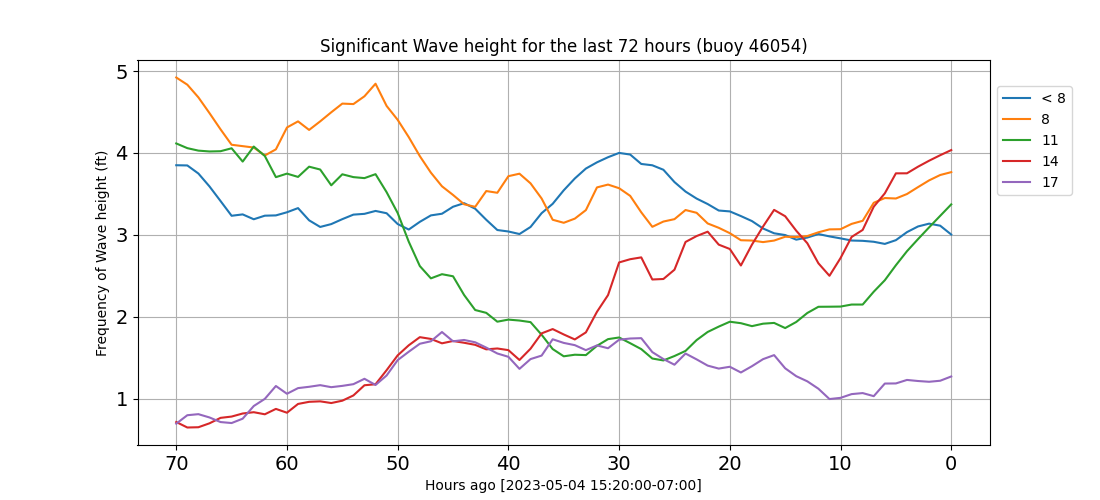 Significant Wave height for the last 72 hours (buoy 46054)
Frequency of Wave height (ft)
5
4
3
2
1
70 60 50 40 30 20 10 0
Hours ago [2023-05-04 15:20:00-07:00]
< 8
8
11
14
17